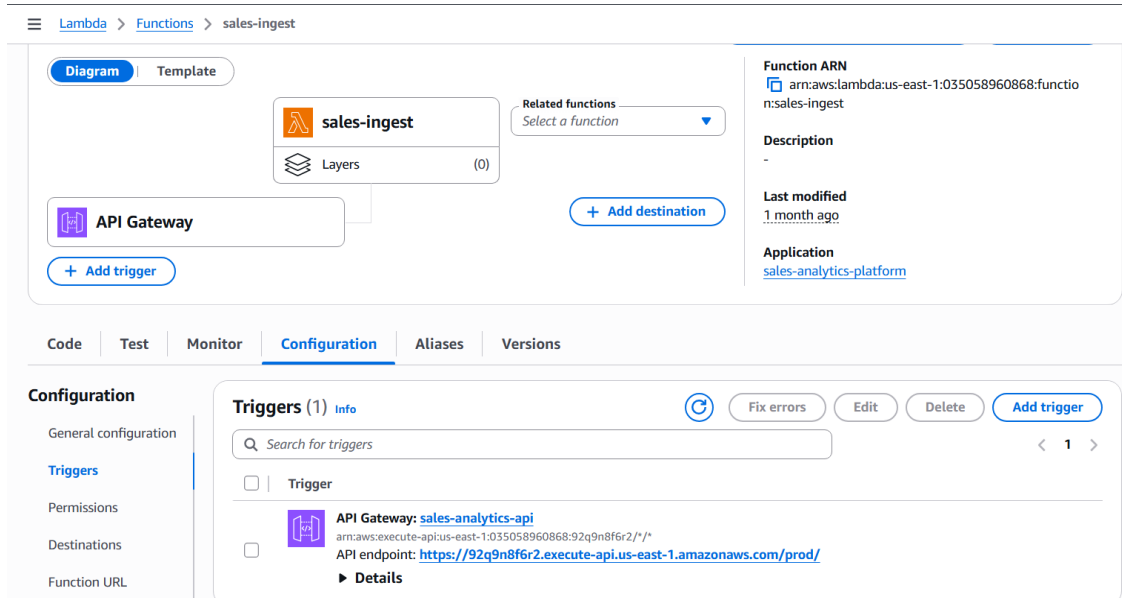 Lambda > Functions > sales-ingest
Diagram | Template
sales-ingest
Layers (0)
Related functions
Select a function
API Gateway
+ Add destination
+ Add trigger
Function ARN
arn:aws:lambda:us-east-1:035058960868:functio
n:sales-ingest
Description
-
Last modified
1 month ago
Application
sales-analytics-platform
Code Test Monitor Configuration Aliases Versions
Configuration
General configuration
Triggers
Permissions
Destinations
Function URL
Triggers (1) Info
Fix errors Edit Delete Add trigger
Search for triggers
< 1 >
Trigger
API Gateway: sales-analytics-api
arn:aws:execute-api:us-east-1:035058960868:92q9n8f6r2/*/*
API endpoint: https://92q9n8f6r2.execute-api.us-east-1.amazonaws.com/prod/
Details